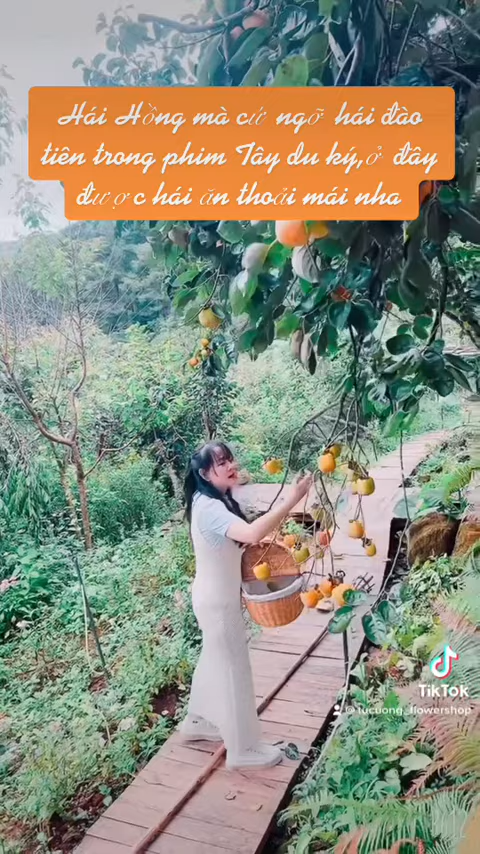 Hái Hồng mà cứ ngỡ hái đào
tiên trong phim Tây du ký,ở đây
được hái ăn thoải mái nha
TikTok
@tucuong_flowershop